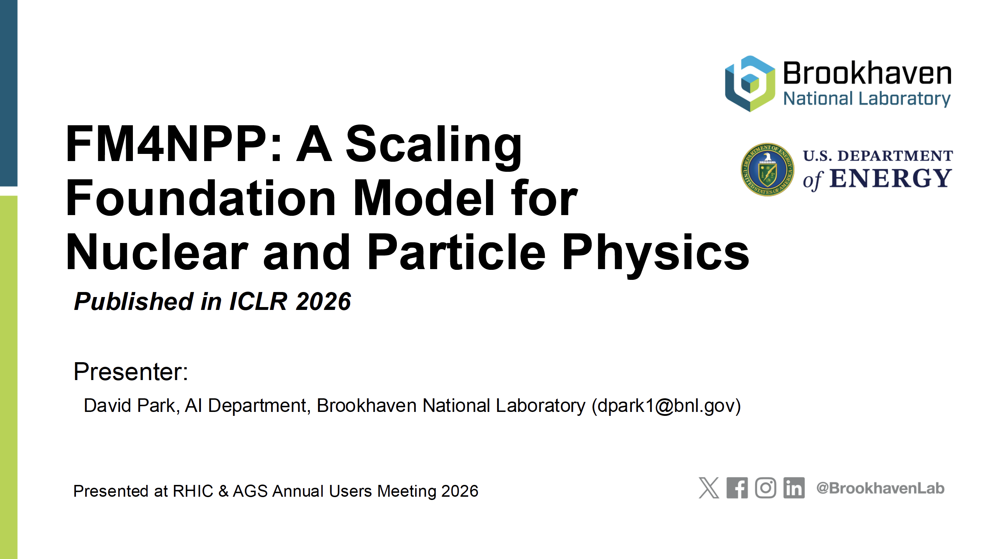 Brookhaven
National Laboratory
FM4NPP: A Scaling
Foundation Model for
Nuclear and Particle Physics
U.S. DEPARTMENT
of ENERGY
DEPARTMENT OF ENERGY
UNITED STATES OF AMERICA
Published in ICLR 2026
Presenter:
David Park, AI Department, Brookhaven National Laboratory (dpark1@bnl.gov)
Presented at RHIC & AGS Annual Users Meeting 2026
@BrookhavenLab